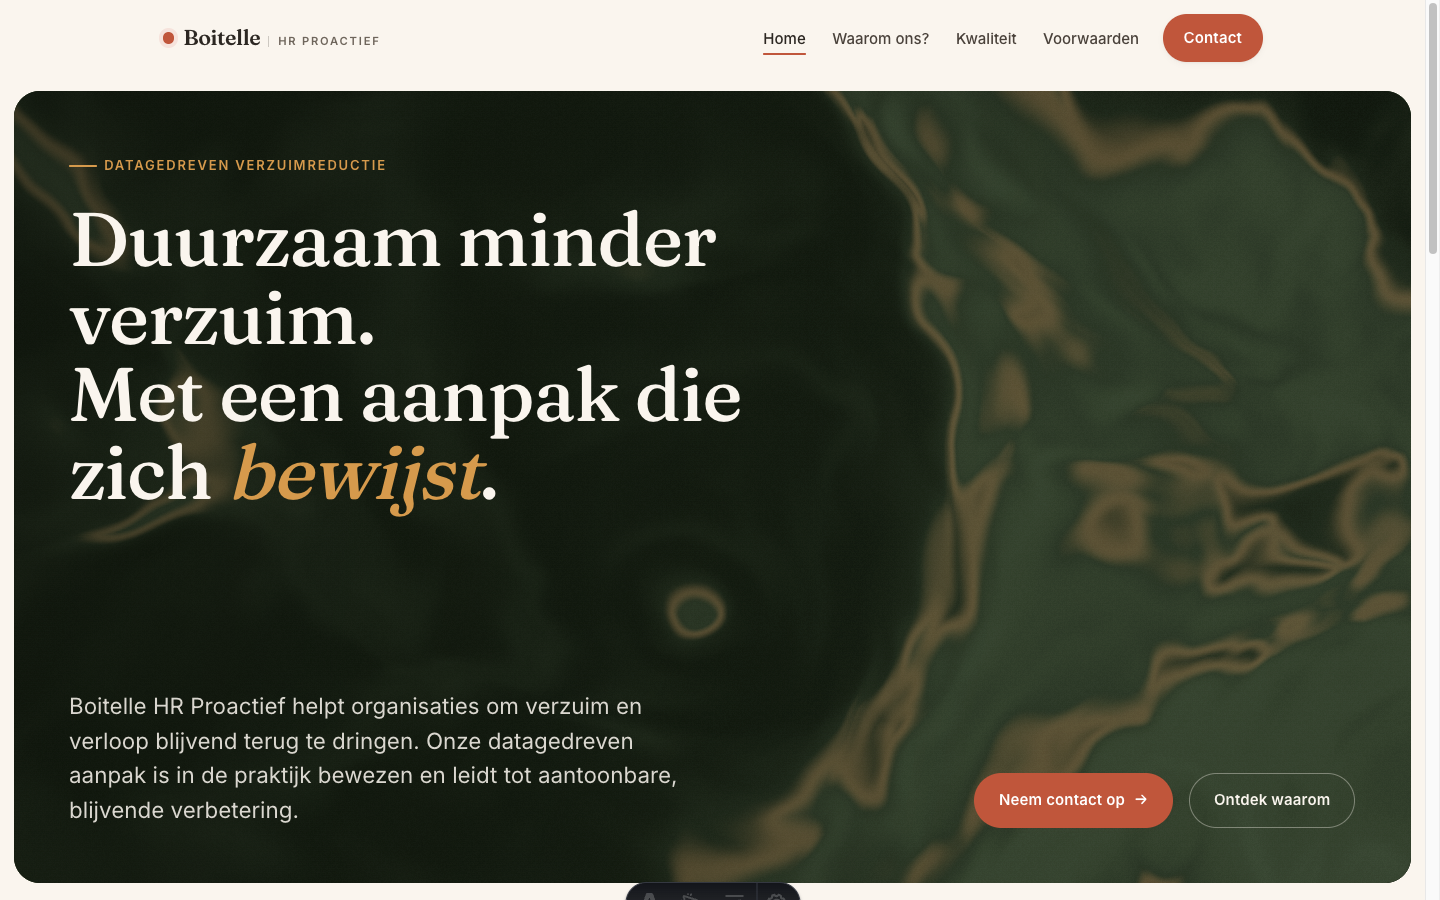 Boitelle | HR PROACTIEF
Home
Waarom ons?
Kwaliteit
Voorwaarden
Contact
DATAGEDREVEN VERZUIMREDUCTIE
Duurzaam minder
verzuim.
Met een aanpak die
zich bewijst.
Boitelle HR Proactief helpt organisaties om verzuim en
verloop blijvend terug te dringen. Onze datagedreven
aanpak is in de praktijk bewezen en leidt tot aantoonbare,
blijvende verbetering.
Neem contact op →
Ontdek waarom